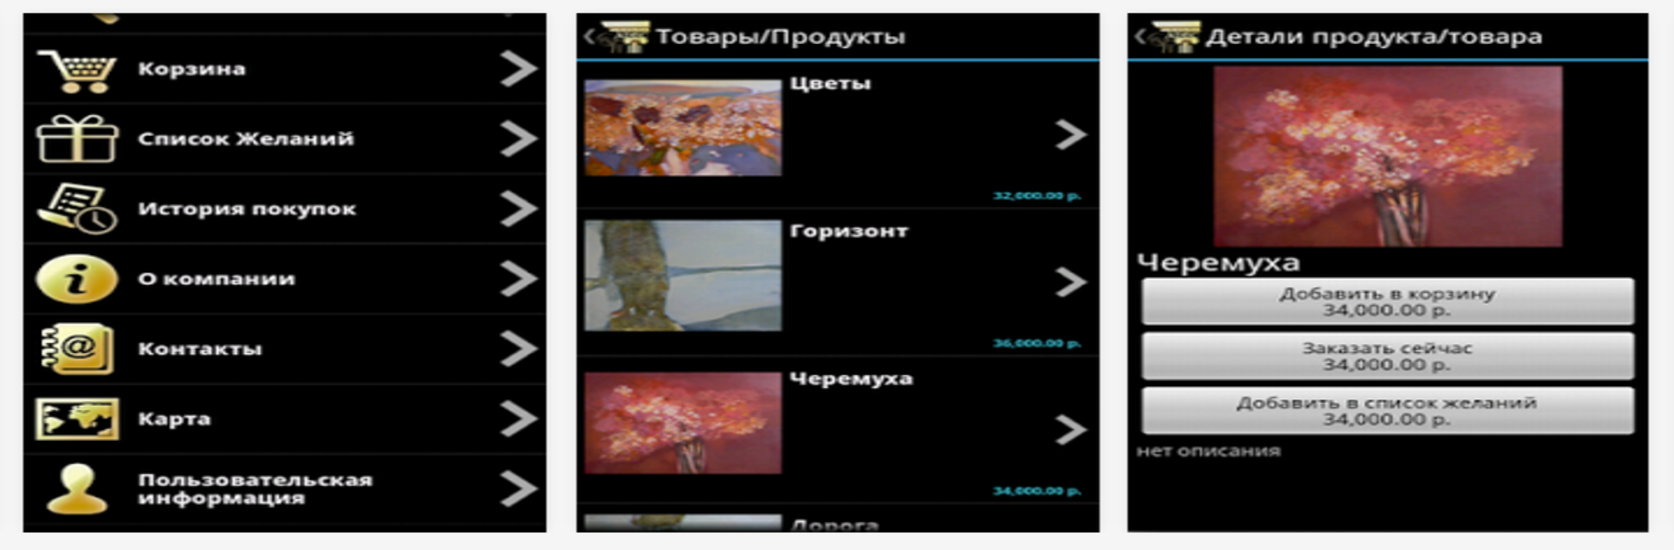 Корзина
Список Желаний
История покупок
О компании
Контакты
Карта
Пользовательская
информация
Товары/Продукты
Цветы
32,000.00 р.
Горизонт
36,000.00 р.
Черемуха
34,000.00 р.
Дорога
Детали продукта/товара
Черемуха
Добавить в корзину
34,000.00 р.
Заказать сейчас
34,000.00 р.
Добавить в список желаний
34,000.00 р.
нет описания